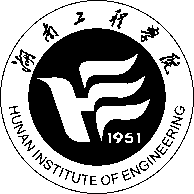 湖南工程学院
1951
HUNAN INSTITUTE OF ENGINEERING